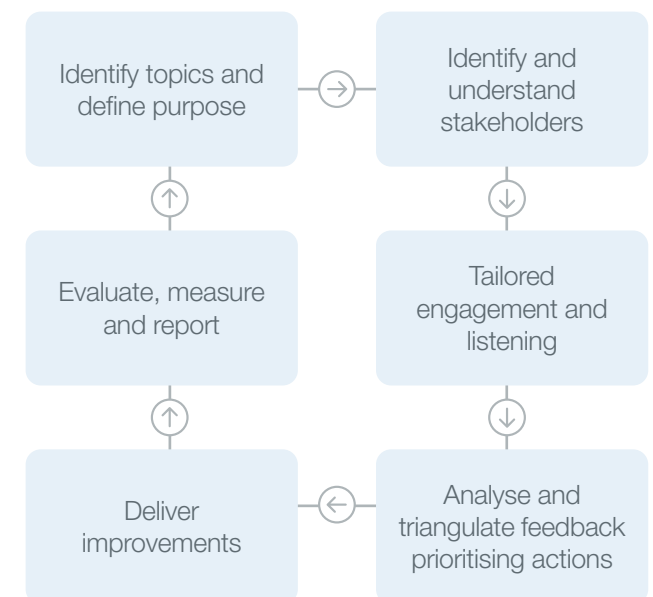 Identify topics and
define purpose
Identify and
understand
stakeholders
Evaluate, measure
and report
Tailored
engagement and
listening
Deliver
improvements
Analyse and
triangulate feedback
prioritising actions